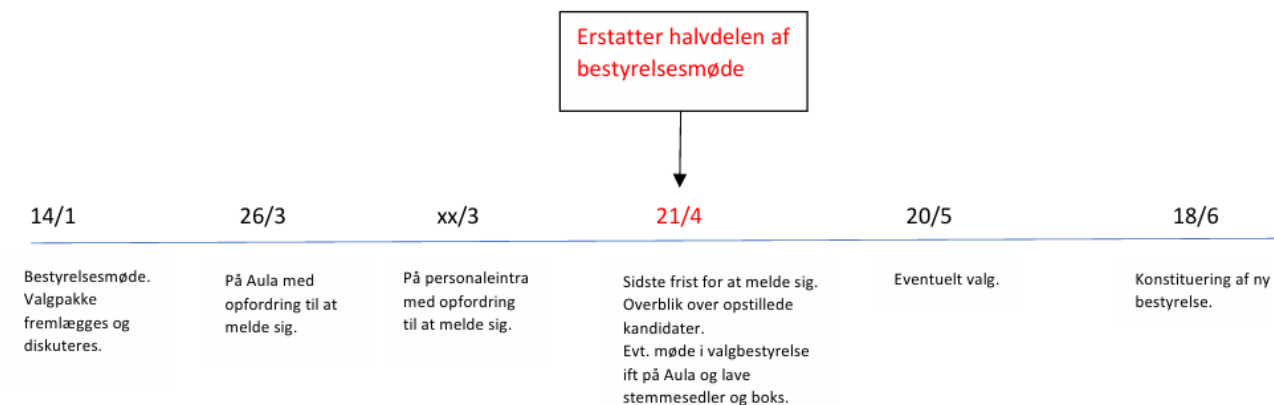 Erstatter halvdelen af
bestyrelsesmøde
14/1
26/3
xx/3
21/4
20/5
18/6
Bestyrelsesmøde.
Valgpakke
fremlægges og
diskuteres.
På Aula med
opfordring til at
melde sig.
På personaleintra
med opfordring
til at melde sig.
Sidste frist for at melde sig.
Overblik over opstillede
kandidater.
Evt. møde i valgbestyrelse
ift på Aula og lave
stemmesedler og boks.
Eventuelt valg.
Konstituering af ny
bestyrelse.